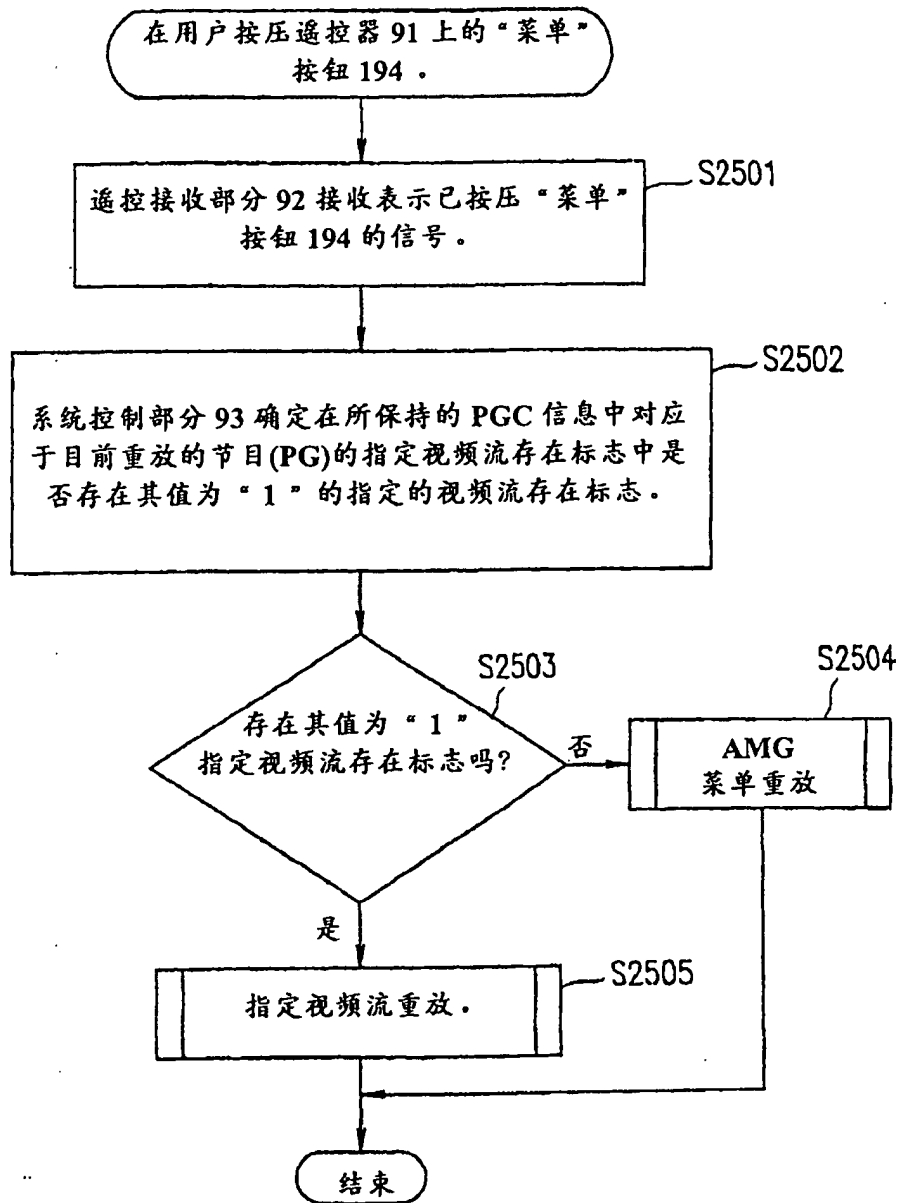 在用户按压遥控器 91 上的“菜单”
按钮 194 。
S2501
遥控接收部分 92 接收表示已按压“菜单”
按钮 194 的信号。
S2502
系统控制部分 93 确定在所保持的 PGC 信息中对应
于目前重放的节目(PG)的指定视频流存在标志中是
否存在其值为“1”的指定的视频流存在标志。
S2503
存在其值为“1”
指定视频流存在标志吗?
否
S2504
AMG
菜单重放
是
S2505
指定视频流重放.
结束